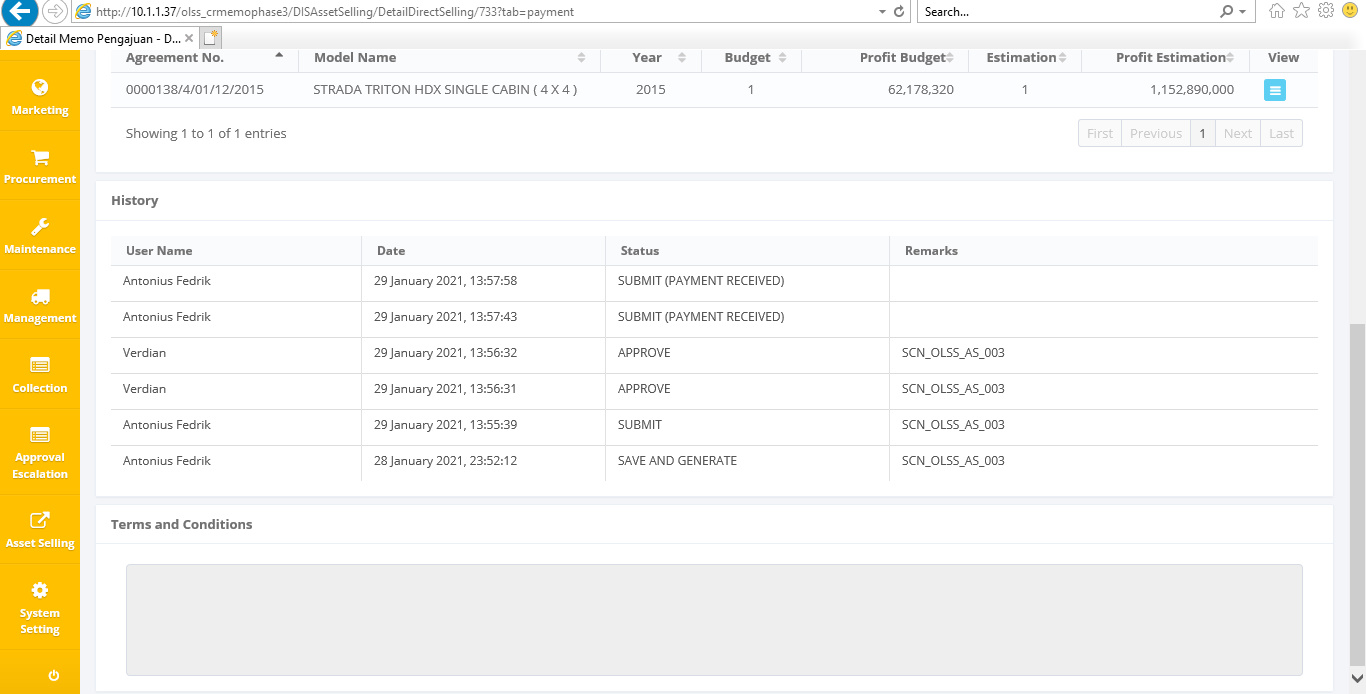 http://10.1.1.37/olss_crmemophase3/DISAssetSelling/DetailDirectSelling/733?tab=payment
Search...
Detail Memo Pengajuan - D...
Agreement No. Model Name Year Budget Profit Budget Estimation Profit Estimation View
0000138/4/01/12/2015 STRADA TRITON HDX SINGLE CABIN ( 4 X 4 ) 2015 1 62,178,320 1 1,152,890,000
Showing 1 to 1 of 1 entries
First Previous 1 Next Last
Marketing
Procurement
Maintenance
Management
Collection
Approval
Escalation
Asset Selling
System
Setting
History
User Name Date Status Remarks
Antonius Fedrik 29 January 2021, 13:57:58 SUBMIT (PAYMENT RECEIVED)
Antonius Fedrik 29 January 2021, 13:57:43 SUBMIT (PAYMENT RECEIVED)
Verdian 29 January 2021, 13:56:32 APPROVE SCN_OLSS_AS_003
Verdian 29 January 2021, 13:56:31 APPROVE SCN_OLSS_AS_003
Antonius Fedrik 29 January 2021, 13:55:39 SUBMIT SCN_OLSS_AS_003
Antonius Fedrik 28 January 2021, 23:52:12 SAVE AND GENERATE SCN_OLSS_AS_003
Terms and Conditions